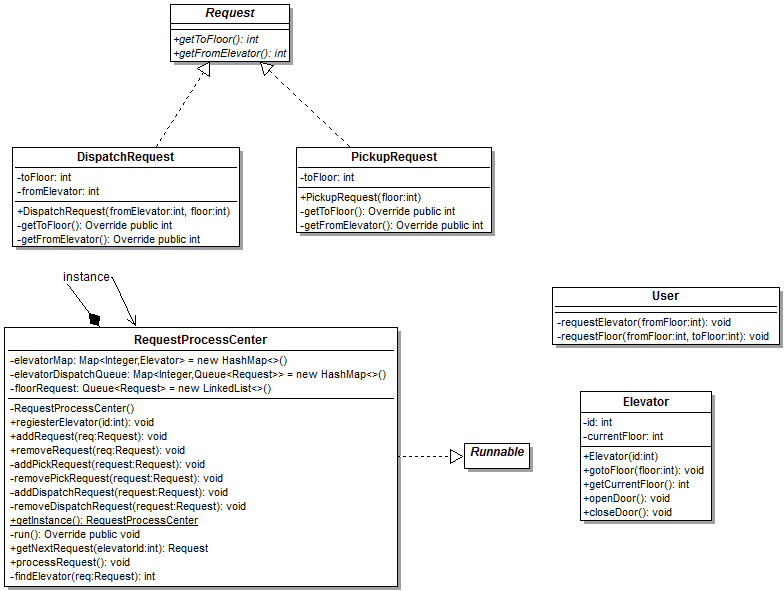 Request
+getToFloor(): int
+getFromElevator(): int
DispatchRequest
-toFloor: int
-fromElevator: int
+DispatchRequest(fromElevator:int, floor:int)
-getToFloor(): Override public int
-getFromElevator(): Override public int
PickupRequest
-toFloor: int
+PickupRequest(floor:int)
-getToFloor(): Override public int
-getFromElevator(): Override public int
instance
RequestProcessCenter
-elevatorMap: Map<Integer,Elevator> = new HashMap<>()
-elevatorDispatchQueue: Map<Integer,Queue<Request>> = new HashMap<>()
-floorRequest: Queue<Request> = new LinkedList<>()
-RequestProcessCenter()
+regiesterElevator(id:int): void
+addRequest(req:Request): void
+removeRequest(req:Request): void
-addPickRequest(request:Request): void
-removePickRequest(request:Request): void
-addDispatchRequest(request:Request): void
-removeDispatchRequest(request:Request): void
+getInstance(): RequestProcessCenter
-run(): Override public void
+getNextRequest(elevatorId:int): Request
+processRequest(): void
-findElevator(req:Request): int
Runnable
User
-requestElevator(fromFloor:int): void
-requestFloor(fromFloor:int, toFloor:int): void
Elevator
-id: int
-currentFloor: int
+Elevator(id:int)
+gotoFloor(floor:int): void
+getCurrentFloor(): int
+openDoor(): void
+closeDoor(): void